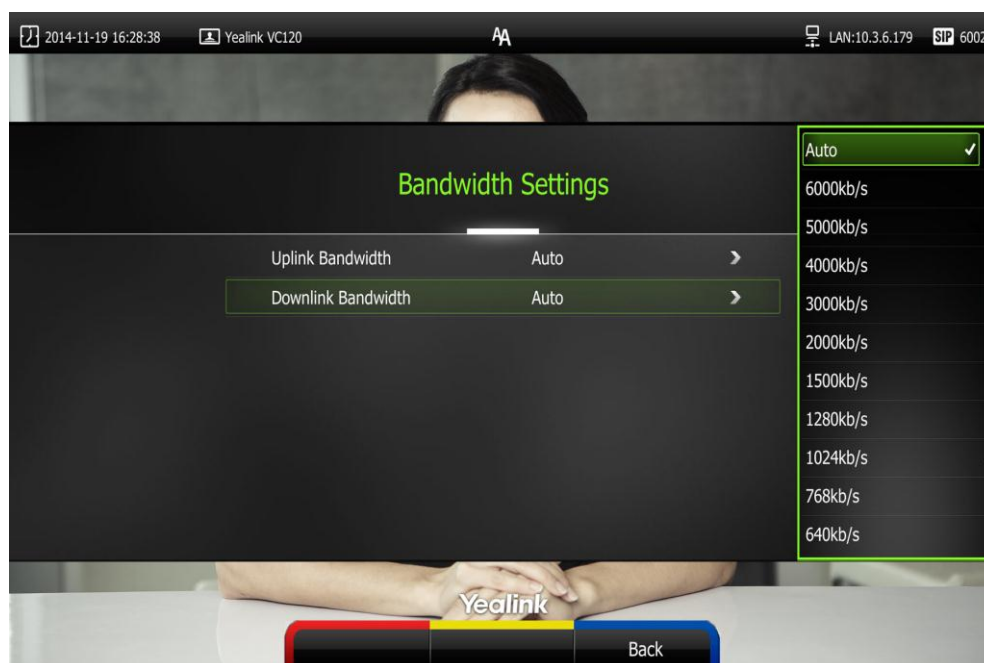 2014-11-19 16:28:38 Yealink VC120 AA LAN:10.3.6.179 SIP 6002
Bandwidth Settings
Uplink Bandwidth Auto
Downlink Bandwidth Auto
Auto
6000kb/s
5000kb/s
4000kb/s
3000kb/s
2000kb/s
1500kb/s
1280kb/s
1024kb/s
768kb/s
640kb/s
Yealink
Back